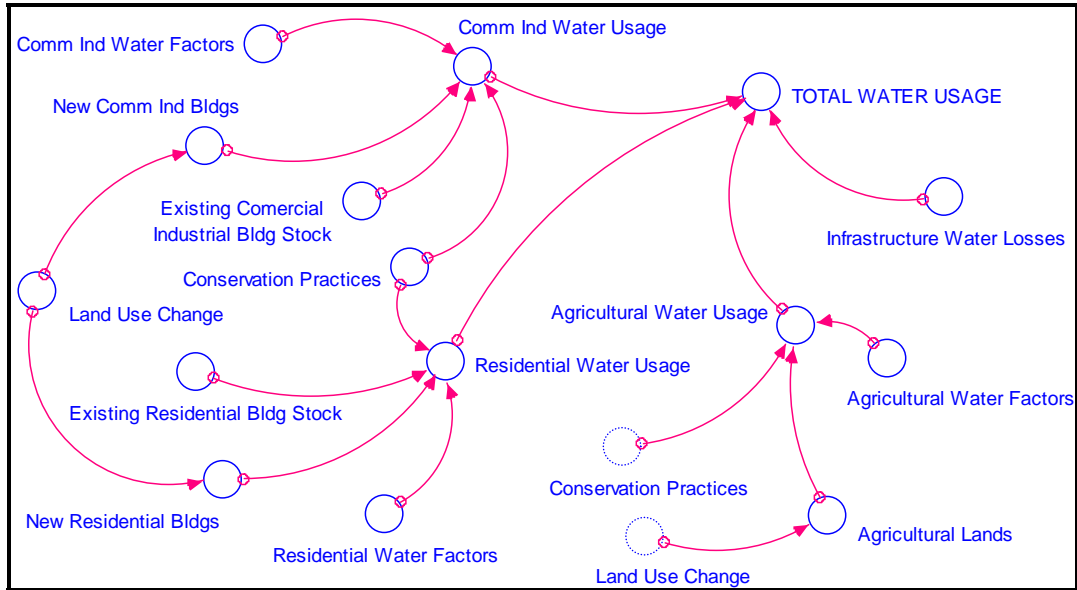 Comm Ind Water Usage
Comm Ind Water Factors
New Comm Ind Bldgs
TOTAL WATER USAGE
Existing Comercial
Industrial Bldg Stock
Infrastructure Water Losses
Conservation Practices
Land Use Change
Agricultural Water Usage
Residential Water Usage
Agricultural Water Factors
Existing Residential Bldg Stock
Conservation Practices
New Residential Bldgs
Agricultural Lands
Residential Water Factors
Land Use Change